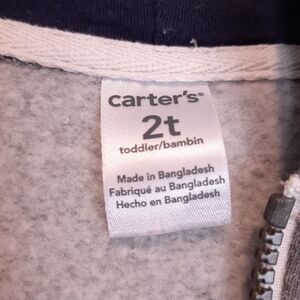 carter's®
2t
toddler/bambin
Made in Bangladesh
Fabriqué au Bangladesh
Hecho en Bangladesh